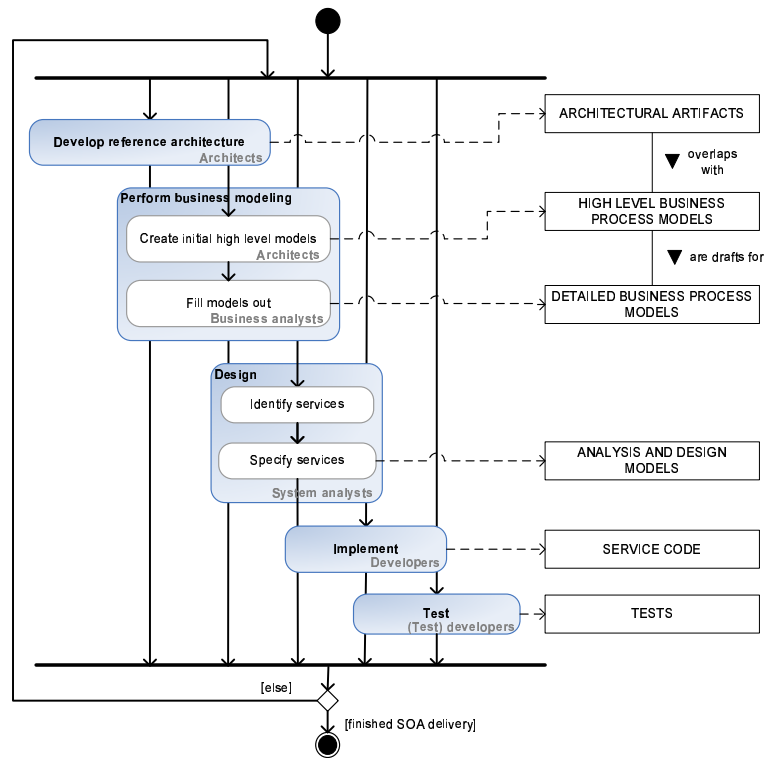 Develop reference architecture
Architects
ARCHITECTURAL ARTIFACTS
overlaps
with
Perform business modeling
Create initial high level models
Architects
HIGH LEVEL BUSINESS
PROCESS MODELS
are drafts for
Fill models out
Business analysts
DETAILED BUSINESS PROCESS
MODELS
Design
Identify services
Specify services
System analysts
ANALYSIS AND DESIGN
MODELS
Implement
Developers
SERVICE CODE
Test
(Test) developers
TESTS
[else]
[finished SOA delivery]